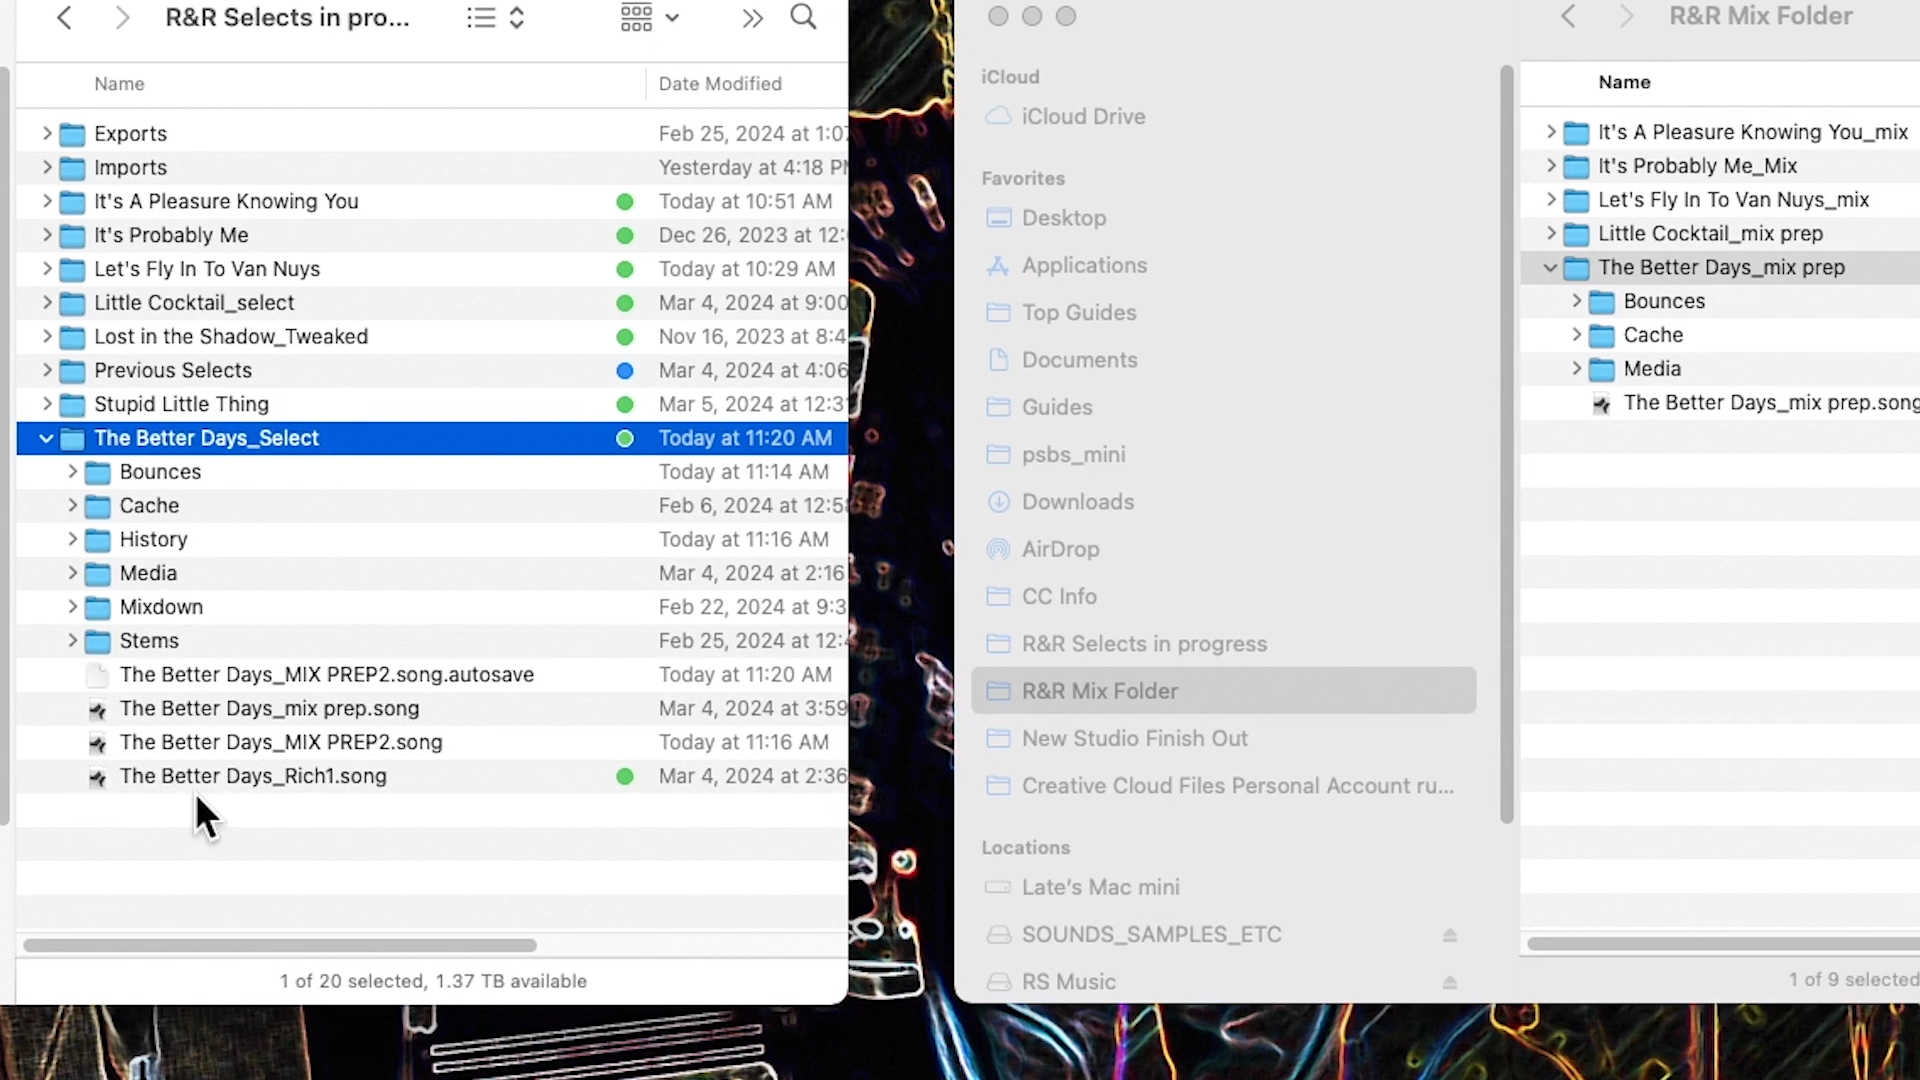 R&R Selects in pro...
Name
Date Modified
Exports
Feb 25, 2024 at 1:07
Imports
Yesterday at 4:18 PM
It's A Pleasure Knowing You
Today at 10:51 AM
It's Probably Me
Dec 26, 2023 at 12:
Let's Fly In To Van Nuys
Today at 10:29 AM
Little Cocktail_select
Mar 4, 2024 at 9:00
Lost in the Shadow_Tweaked
Nov 16, 2023 at 8:4
Previous Selects
Mar 4, 2024 at 4:06
Stupid Little Thing
Mar 5, 2024 at 12:31
The Better Days_Select
Today at 11:20 AM
Bounces
Today at 11:14 AM
Cache
Feb 6, 2024 at 12:58
History
Today at 11:16 AM
Media
Mar 4, 2024 at 2:16
Mixdown
Feb 22, 2024 at 9:3
Stems
Feb 25, 2024 at 12:4
The Better Days_MIX PREP2.song.autosave
Today at 11:20 AM
The Better Days_mix prep.song
Mar 4, 2024 at 3:59
The Better Days_MIX PREP2.song
Today at 11:16 AM
The Better Days_Rich1.song
Mar 4, 2024 at 2:36
1 of 20 selected, 1.37 TB available
iCloud
iCloud Drive
Favorites
Desktop
Applications
Top Guides
Documents
Guides
psbs_mini
Downloads
AirDrop
CC Info
R&R Selects in progress
R&R Mix Folder
New Studio Finish Out
Creative Cloud Files Personal Account ru...
Locations
Late's Mac mini
SOUNDS_SAMPLES_ETC
RS Music
R&R Mix Folder
Name
It's A Pleasure Knowing You_mix
It's Probably Me_Mix
Let's Fly In To Van Nuys_mix
Little Cocktail_mix prep
The Better Days_mix prep
Bounces
Cache
Media
The Better Days_mix prep.song
1 of 9 selected